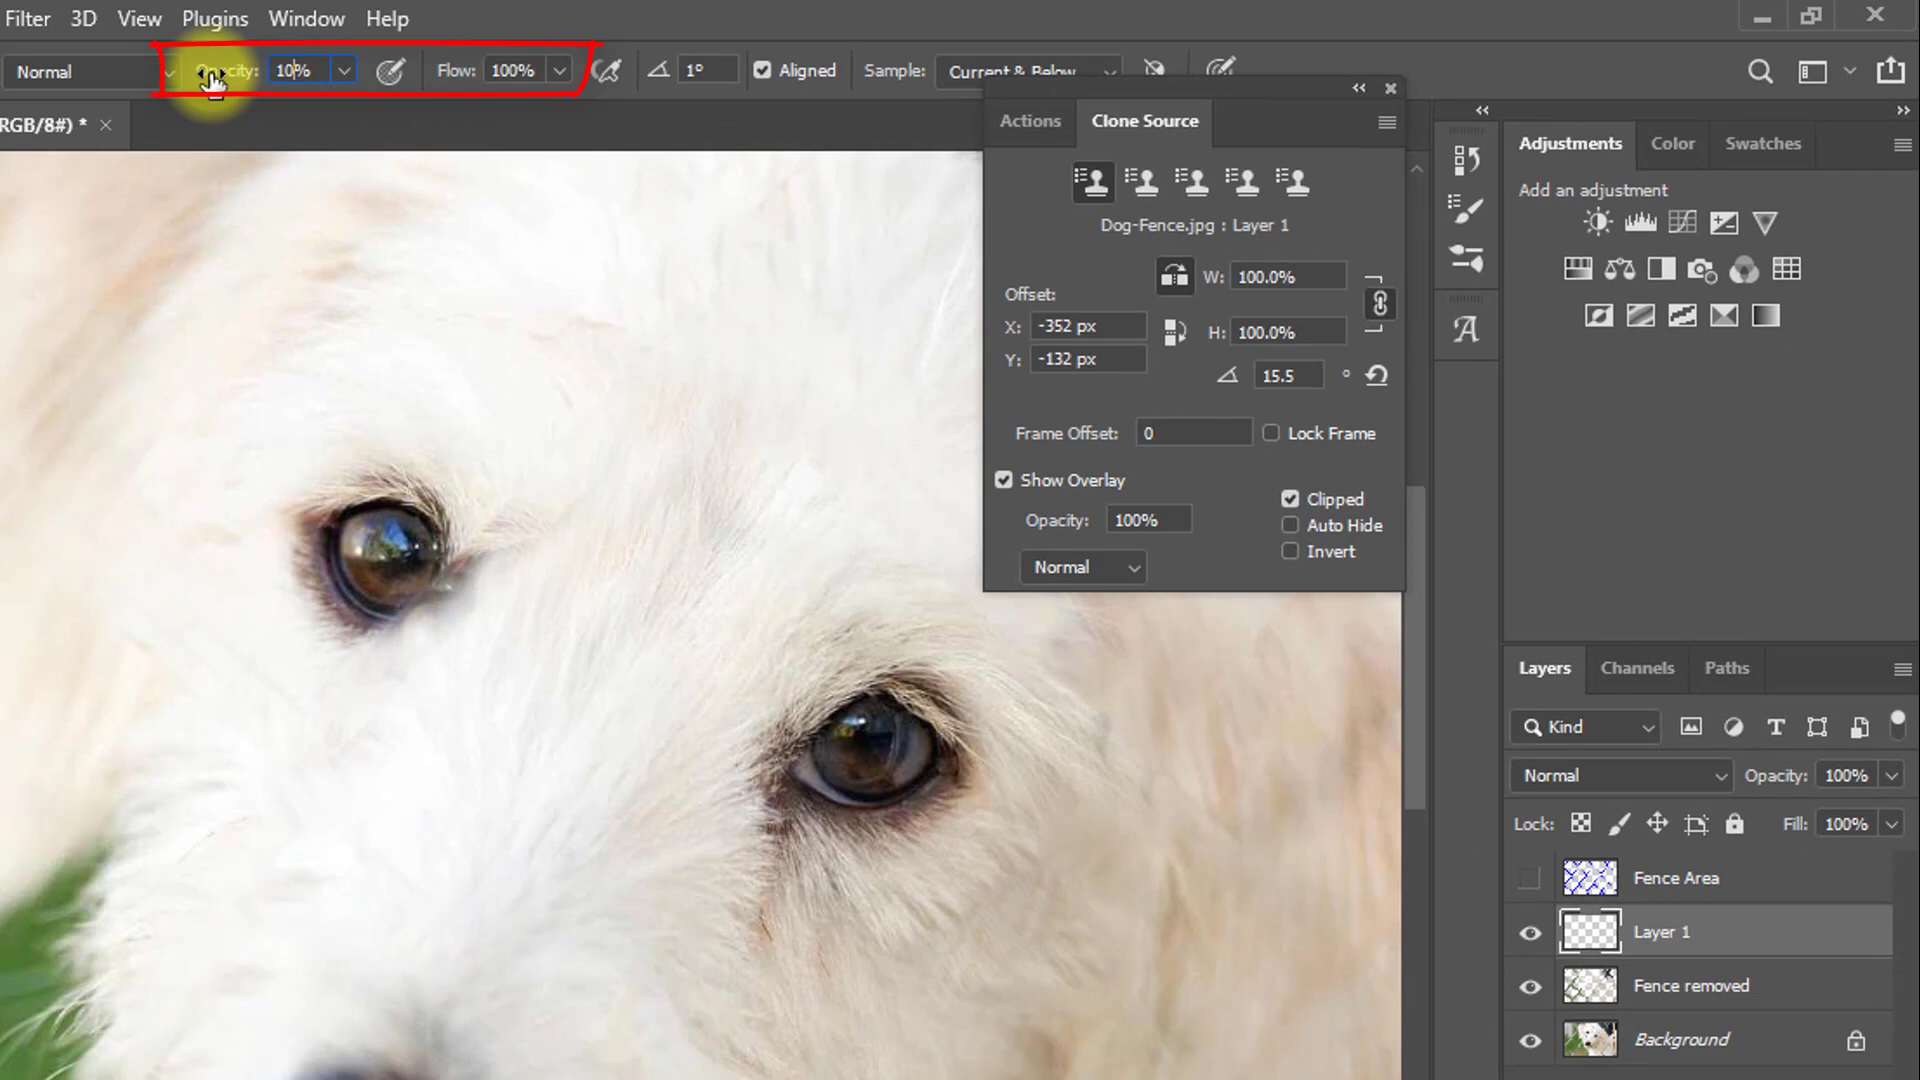 Filter 3D View Plugins Window Help
Normal Opacity: 10% Flow: 100% 1° Aligned Sample: Current & Below
RGB/8#) *
Actions Clone Source
Dog-Fence.jpg : Layer 1
W: 100.0%
Offset:
X: -352 px
H: 100.0%
Y: -132 px
15.5 °
Frame Offset: 0 Lock Frame
Show Overlay
Clipped
Opacity: 100%
Auto Hide
Invert
Normal
Adjustments Color Swatches
Add an adjustment
Layers Channels Paths
Kind
Normal Opacity: 100%
Lock: Fill: 100%
Fence Area
Layer 1
Fence removed
Background